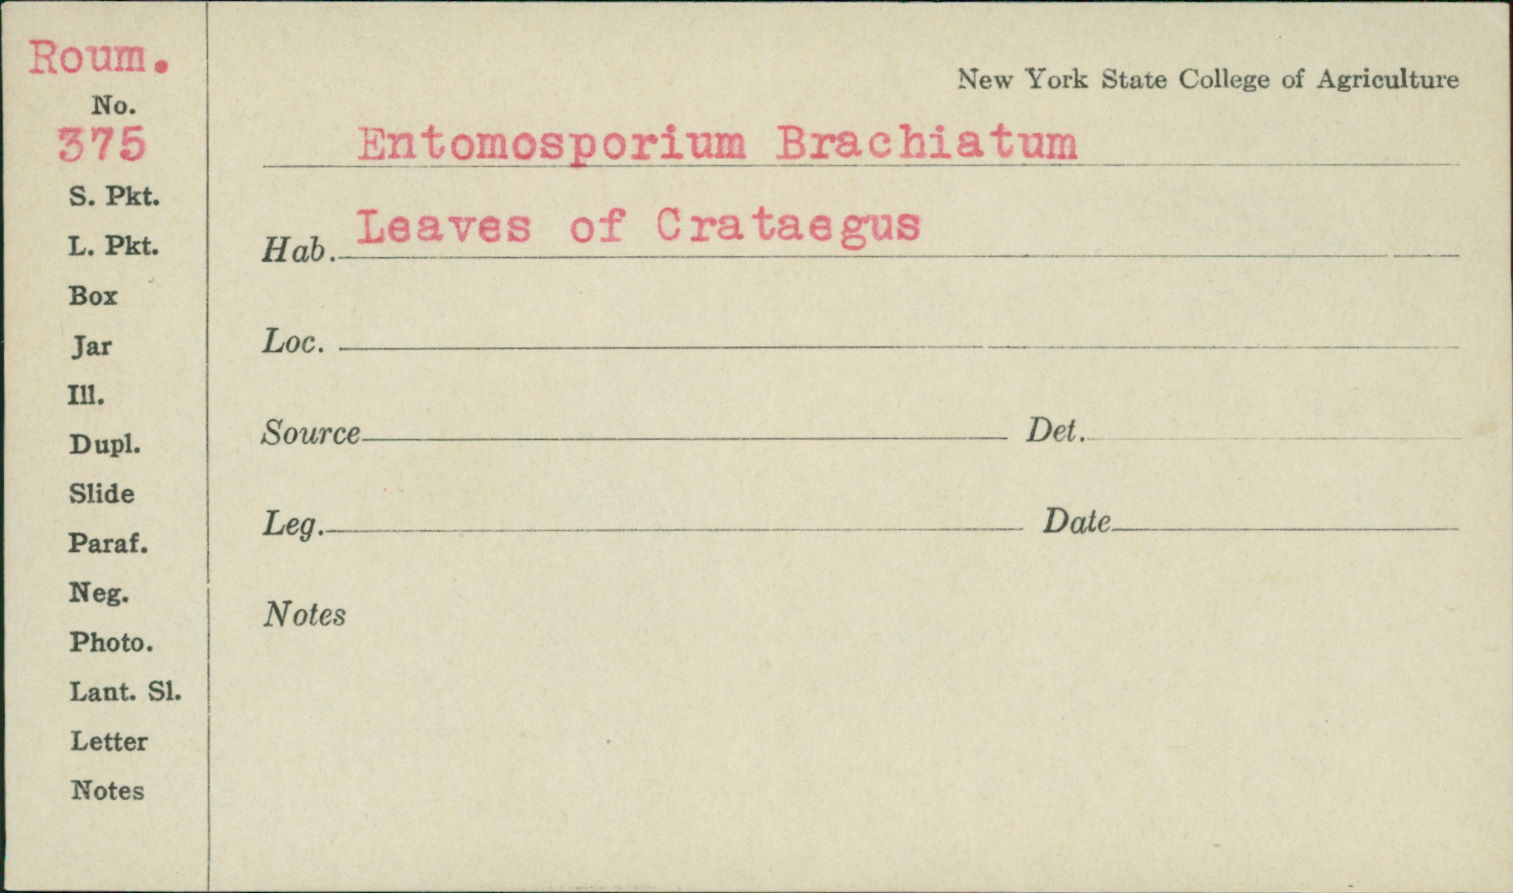 Roum.
No.
375
S. Pkt.
L. Pkt.
Box
Jar
Ill.
Dupl.
Slide
Paraf.
Neg.
Photo.
Lant. Sl.
Letter
Notes
New York State College of Agriculture
Entomosporium Brachiatum
Hab. Leaves of Crataegus
Loc.
Source Det.
Leg. Date
Notes